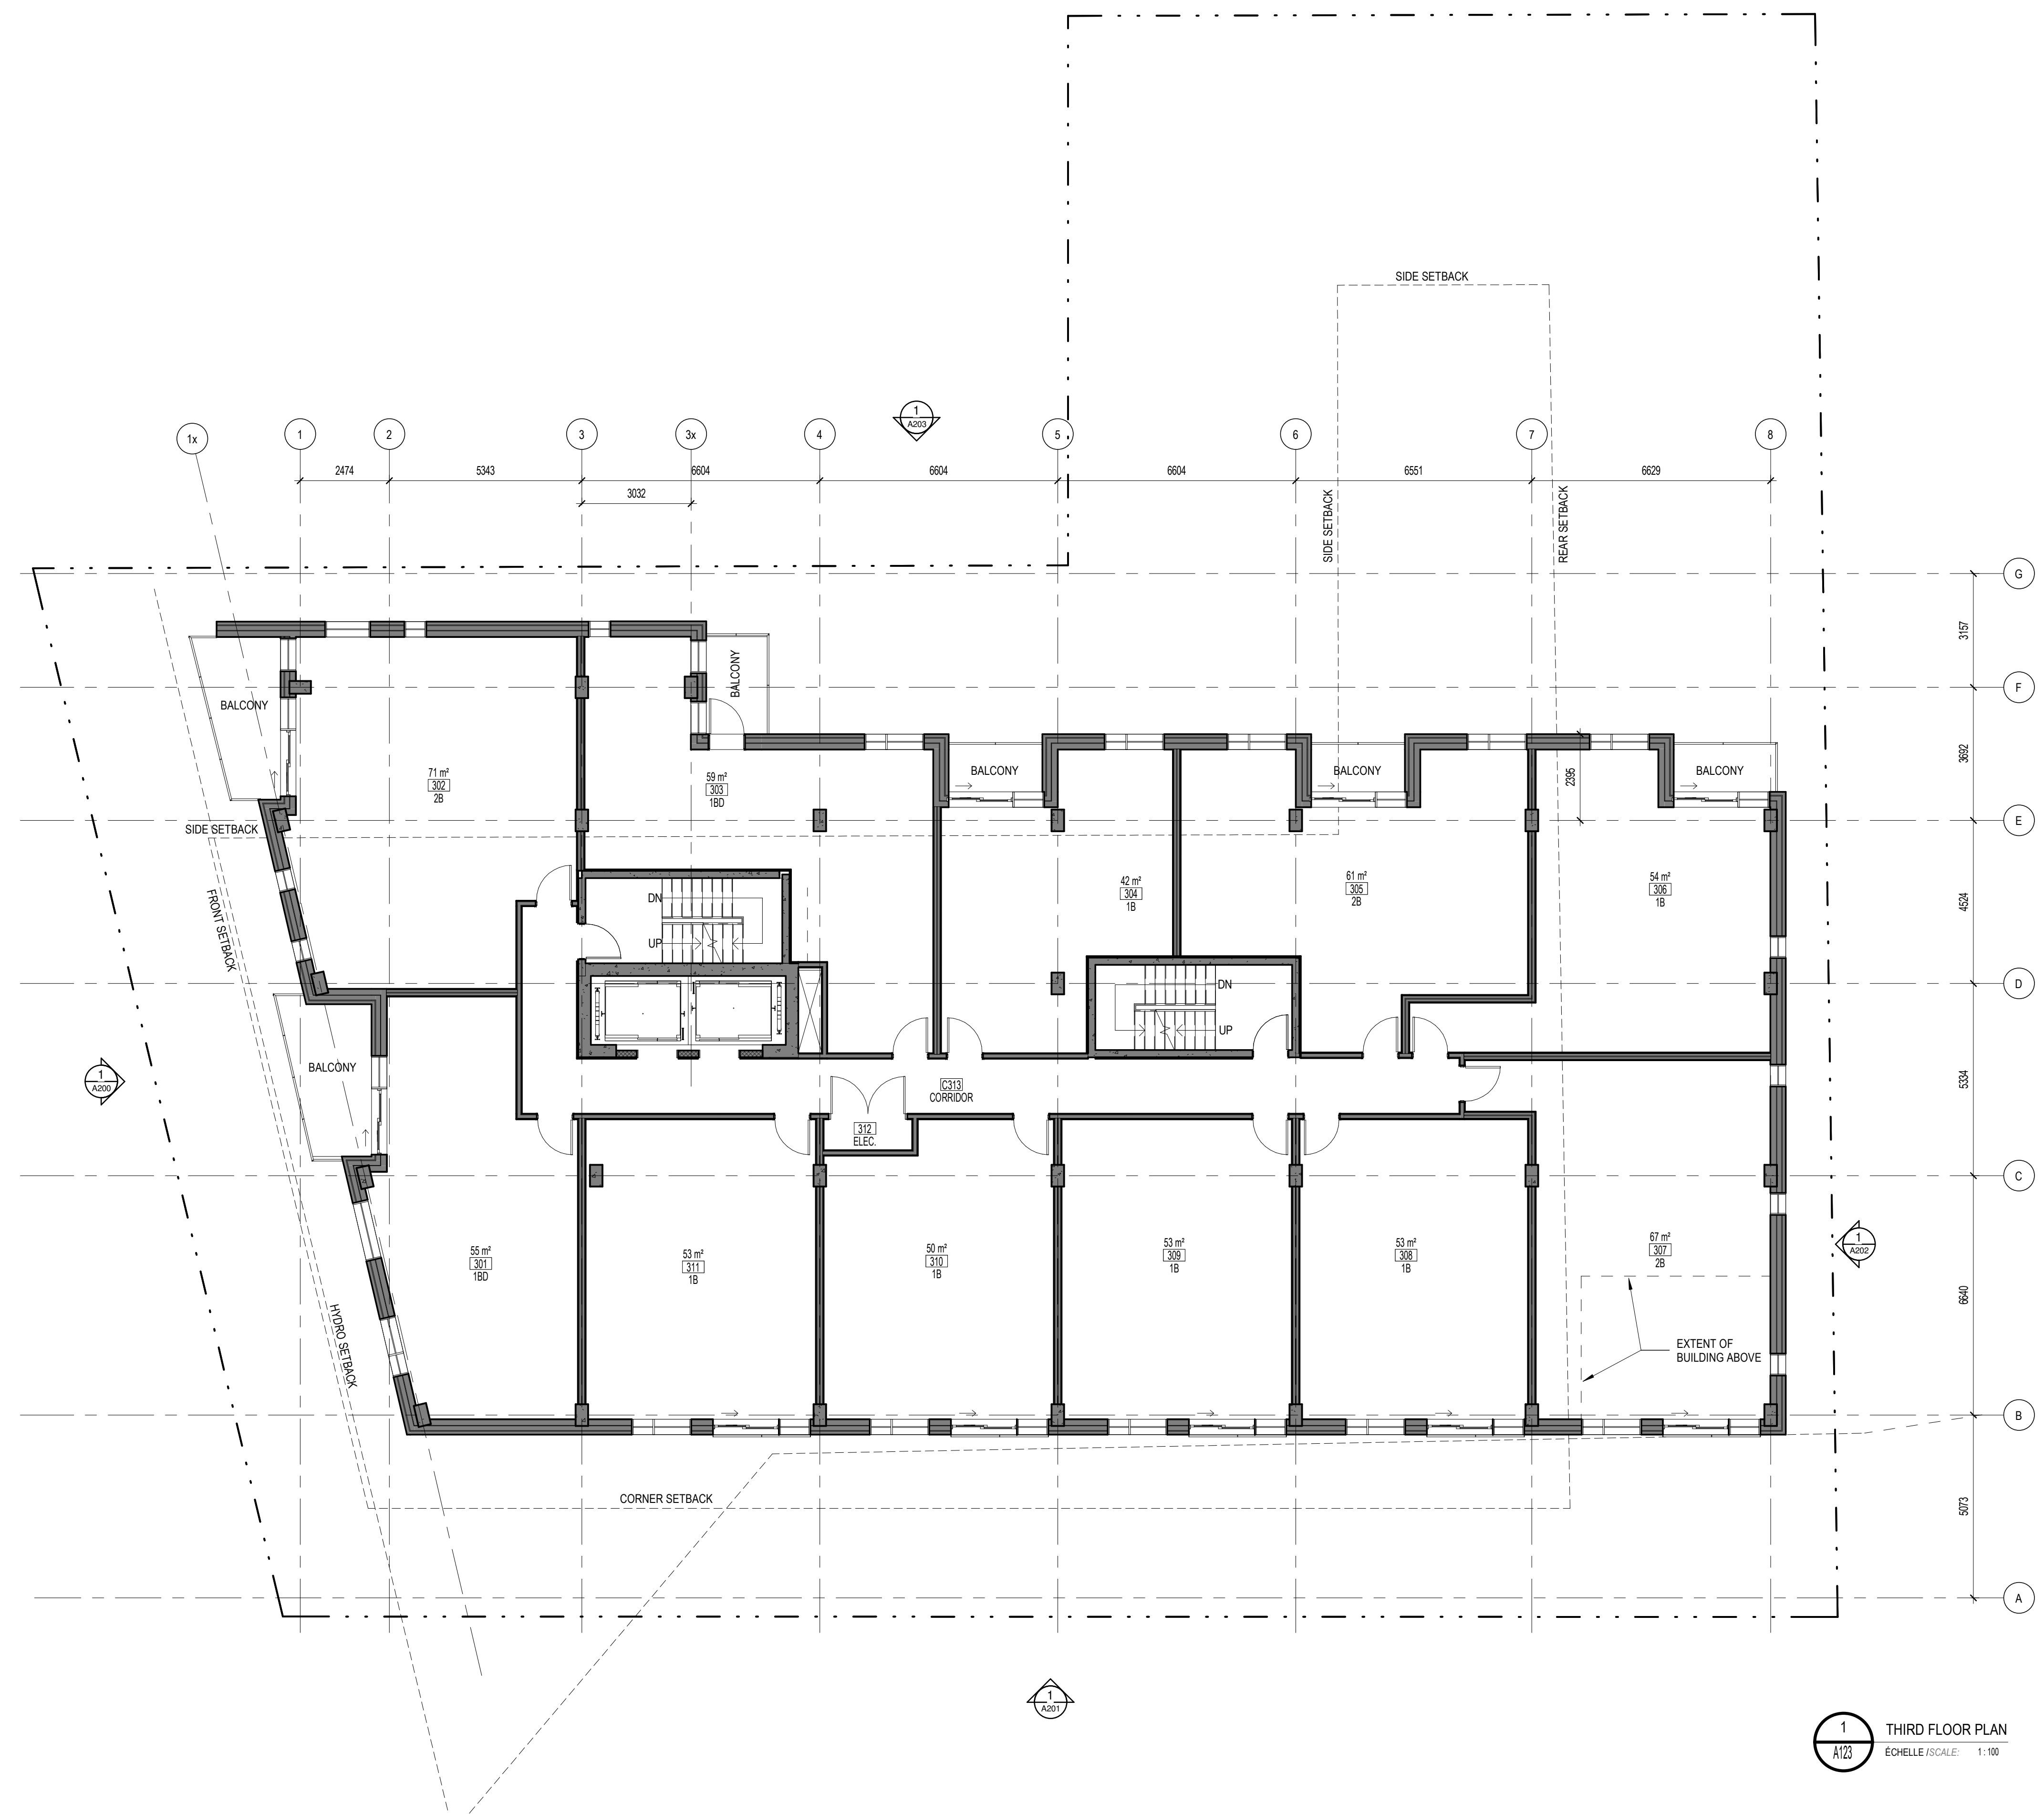 SIDE SETBACK
1
A203
1x
1
2
3
3x
4
5
6
7
8
2474
5343
6604
6604
6604
6551
6629
3032
SIDE SETBACK
REAR SETBACK
G
3157
F
3692
2395
E
4524
D
5334
C
6640
B
5073
A
BALCONY
BALCONY
BALCONY
BALCONY
BALCONY
71 m²
302
2B
59 m²
303
1BD
SIDE SETBACK
FRONT SETBACK
42 m²
304
1B
61 m²
305
2B
54 m²
306
1B
DN
UP
DN
UP
BALCONY
1
A200
C313
CORRIDOR
312
ELEC.
55 m²
301
1BD
53 m²
311
1B
50 m²
310
1B
53 m²
309
1B
53 m²
308
1B
67 m²
307
2B
1
A202
HYDRO SETBACK
EXTENT OF
BUILDING ABOVE
CORNER SETBACK
1
A201
1
A123
THIRD FLOOR PLAN
ÉCHELLE /SCALE: 1 : 100